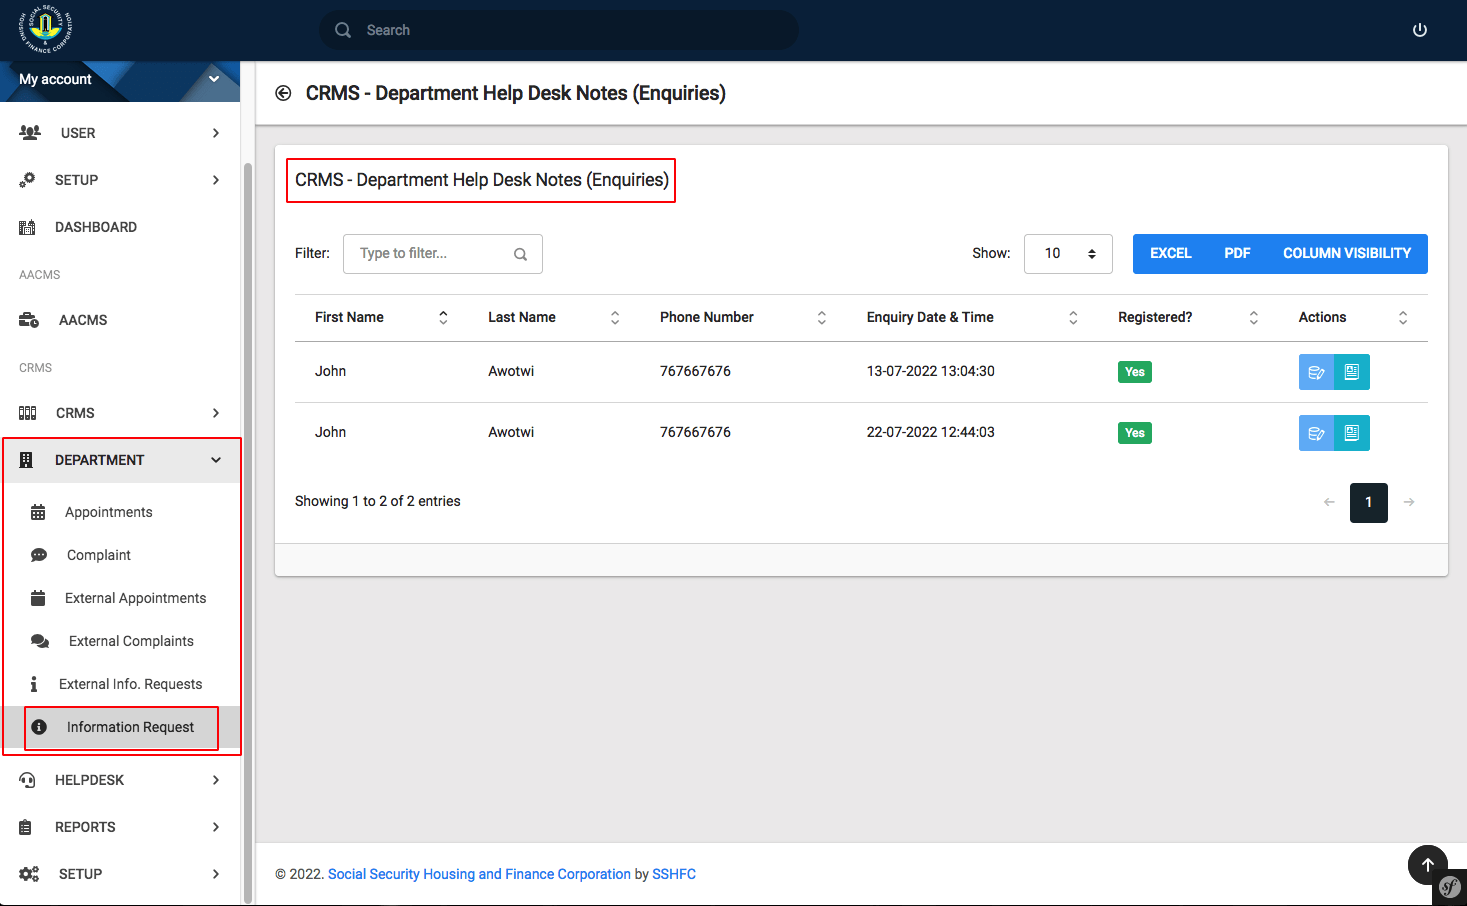 SOCIAL SECURITY
HOUSING & FINANCE CORPORATION
Search
My account
USER
SETUP
DASHBOARD
AACMS
AACMS
CRMS
CRMS
DEPARTMENT
Appointments
Complaint
External Appointments
External Complaints
External Info. Requests
Information Request
HELPDESK
REPORTS
SETUP
CRMS - Department Help Desk Notes (Enquiries)
CRMS - Department Help Desk Notes (Enquiries)
Filter: Type to filter... Show: 10 EXCEL PDF COLUMN VISIBILITY
First Name Last Name Phone Number Enquiry Date & Time Registered? Actions
John Awotwi 767667676 13-07-2022 13:04:30 Yes
John Awotwi 767667676 22-07-2022 12:44:03 Yes
Showing 1 to 2 of 2 entries ← 1 →
© 2022. Social Security Housing and Finance Corporation by SSHFC
sf